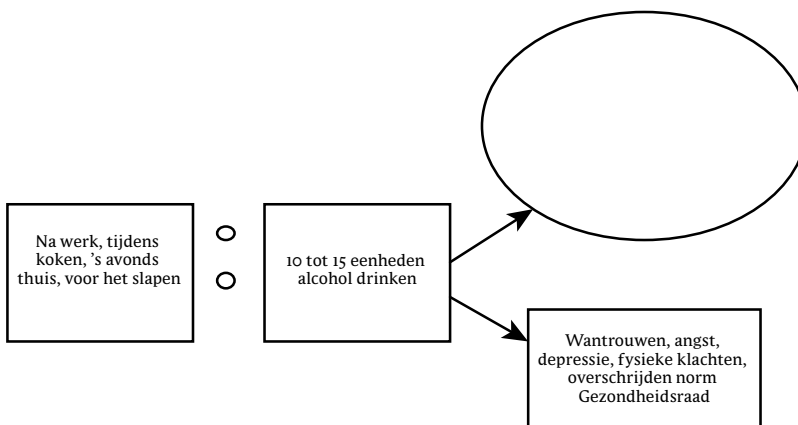 Na werk, tijdens
koken, ’s avonds
thuis, voor het slapen
10 tot 15 eenheden
alcohol drinken
Wantrouwen, angst,
depressie, fysieke klachten,
overschrijden norm
Gezondheidsraad